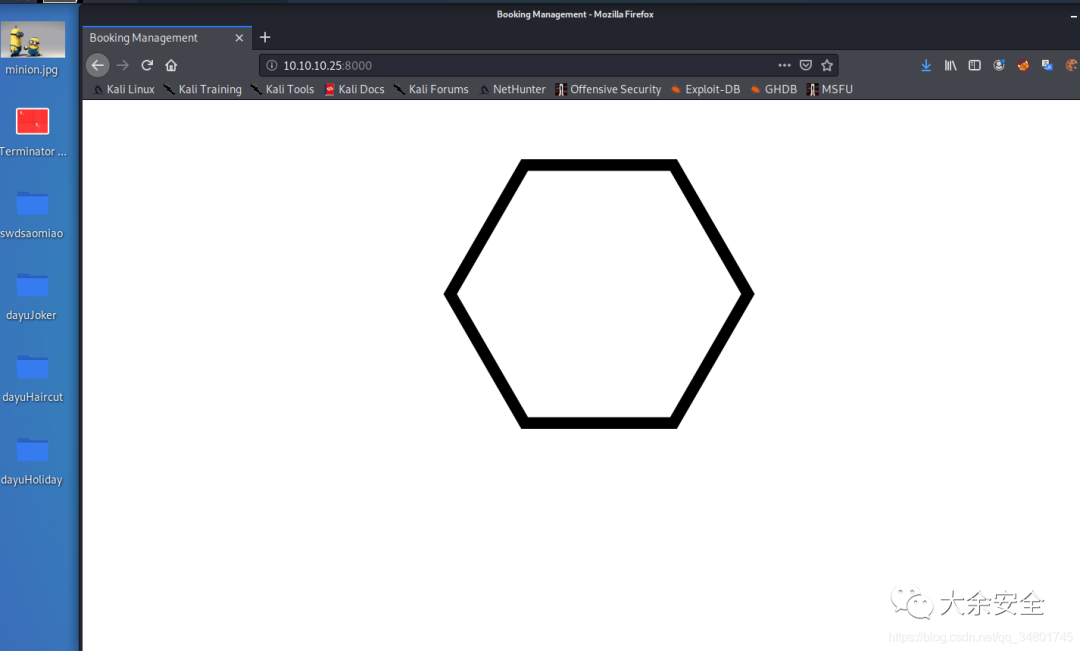 Booking Management - Mozilla Firefox
Booking Management
10.10.10.25:8000
Kali Linux Kali Training Kali Tools Kali Docs Kali Forums NetHunter Offensive Security Exploit-DB GHDB MSFU
minion.jpg
Terminator ...
swdsaomiao
dayuJoker
dayuHaircut
dayuHoliday
大余安全
https://blog.csdn.net/qq_34801745